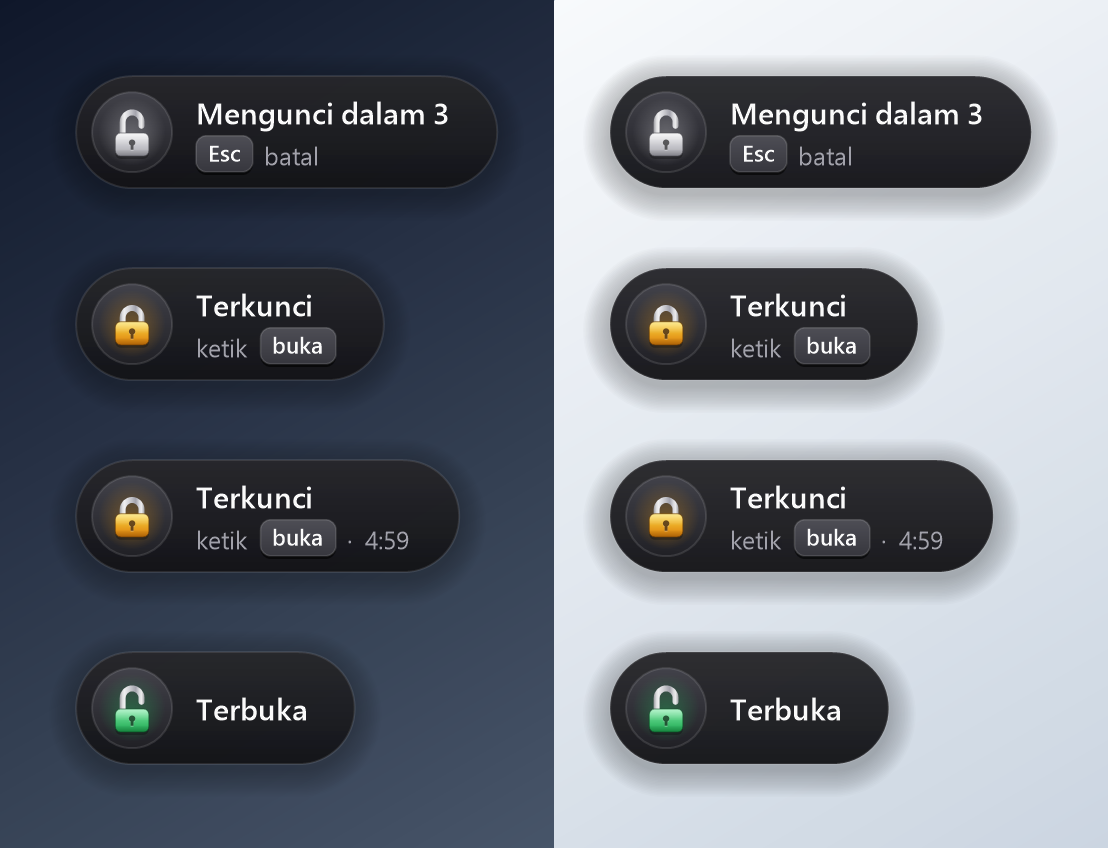 Mengunci dalam 3
Esc batal
Terkunci
ketik buka
Terkunci
ketik buka · 4:59
Terbuka
Mengunci dalam 3
Esc batal
Terkunci
ketik buka
Terkunci
ketik buka · 4:59
Terbuka